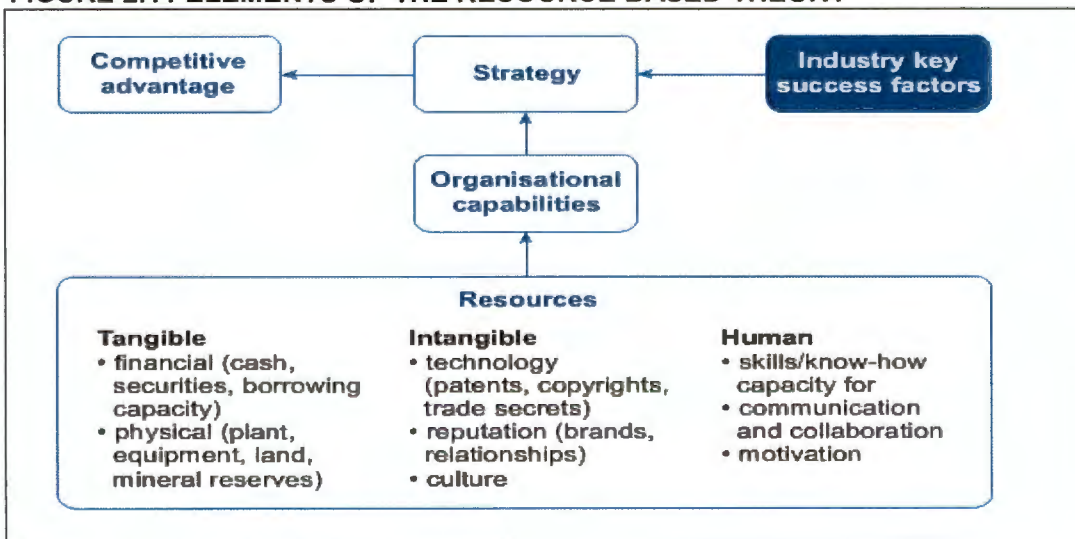 Competitive
advantage
Strategy
Industry key
success factors
Organisational
capabilities
Resources
Tangible
• financial (cash,
securities, borrowing
capacity)
• physical (plant,
equipment, land,
mineral reserves)
Intangible
• technology
(patents, copyrights,
trade secrets)
• reputation (brands,
relationships)
• culture
Human
• skills/know-how
capacity for
• communication
and collaboration
• motivation